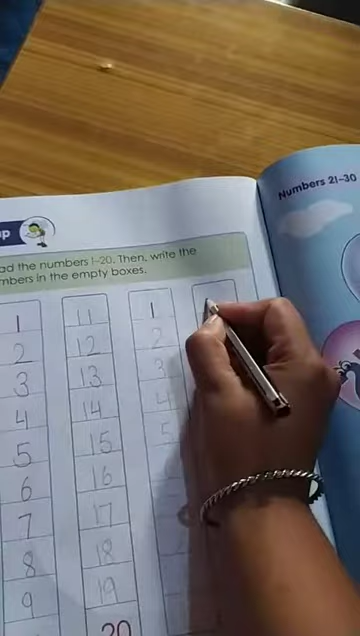 Numbers 21-30
up
ad the numbers 1-20. Then, write the
mbers in the empty boxes.
1 11 1
2 12 2
3 13 3
4 14 4
5 15 5
6 16
7 17
8 18
9 19
20